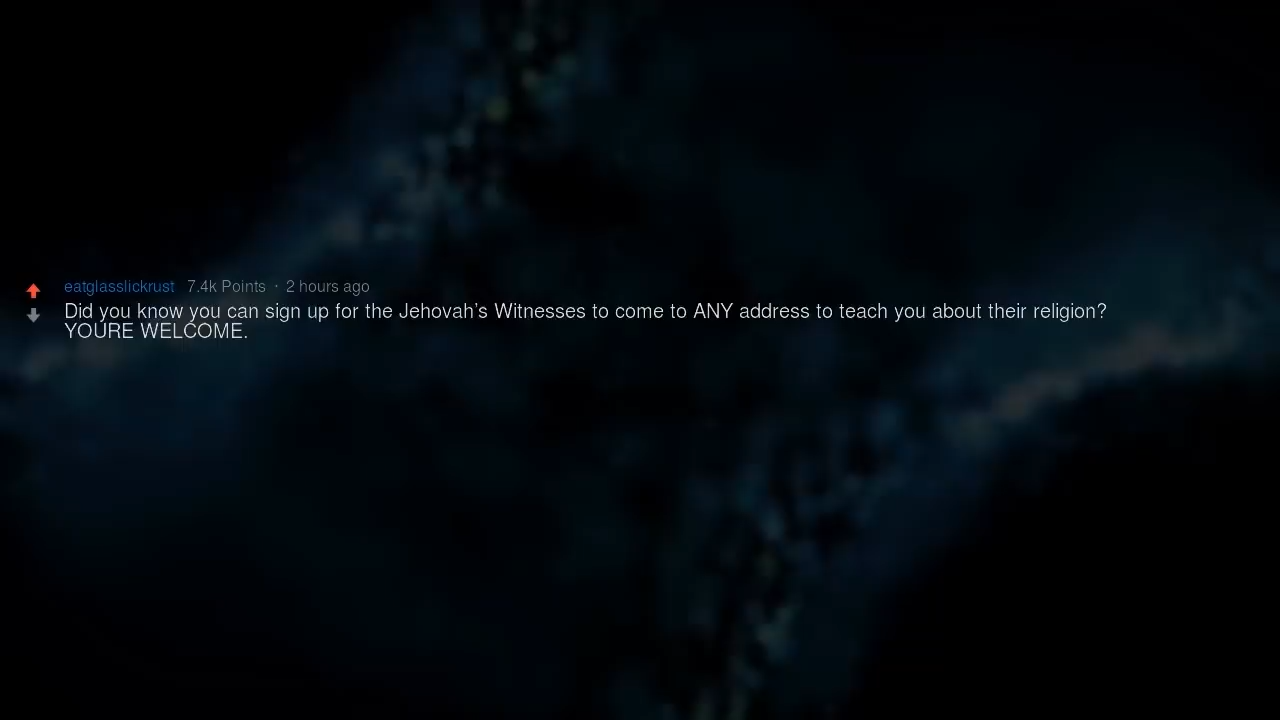 eatglasslickrust 7.4k Points · 2 hours ago
Did you know you can sign up for the Jehovah's Witnesses to come to ANY address to teach you about their religion?
YOURE WELCOME.